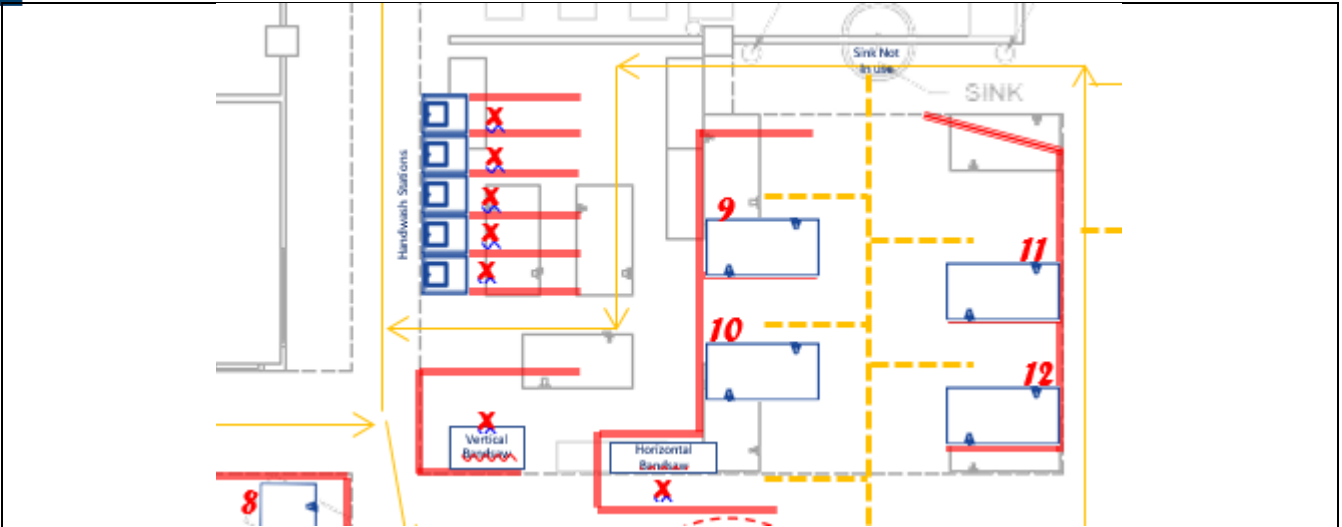 Sink Not
In use
SINK
X
X
X
X
X
Handwash Stations
9
11
10
12
X
Vertical
Bandsaw
Horizontal
Bandsaw
X
8